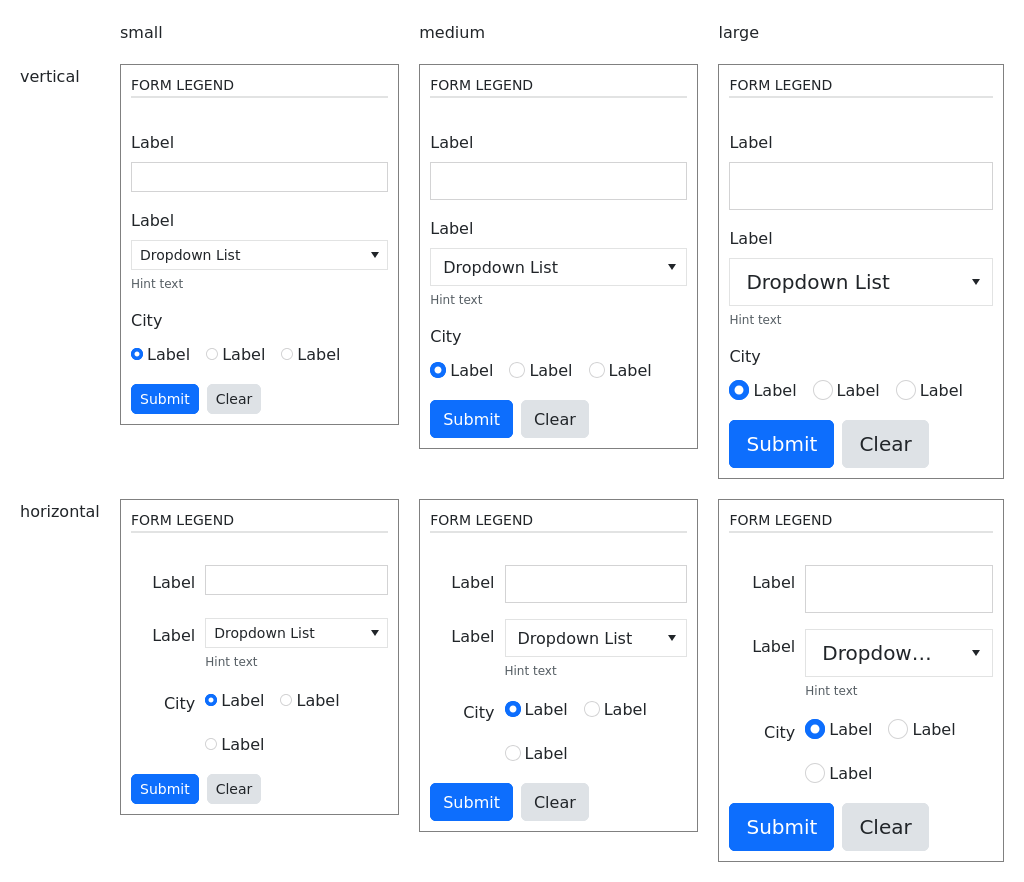 small medium large
vertical
FORM LEGEND
Label
Label
Dropdown List
Hint text
City
Label Label Label
Submit Clear
FORM LEGEND
Label
Label
Dropdown List
Hint text
City
Label Label Label
Submit Clear
FORM LEGEND
Label
Label
Dropdown List
Hint text
City
Label Label Label
Submit Clear
horizontal
FORM LEGEND
Label
Label Dropdown List
Hint text
City Label Label
Label
Submit Clear
FORM LEGEND
Label
Label Dropdown List
Hint text
City Label Label
Label
Submit Clear
FORM LEGEND
Label
Label Dropdow...
Hint text
City Label Label
Label
Submit Clear